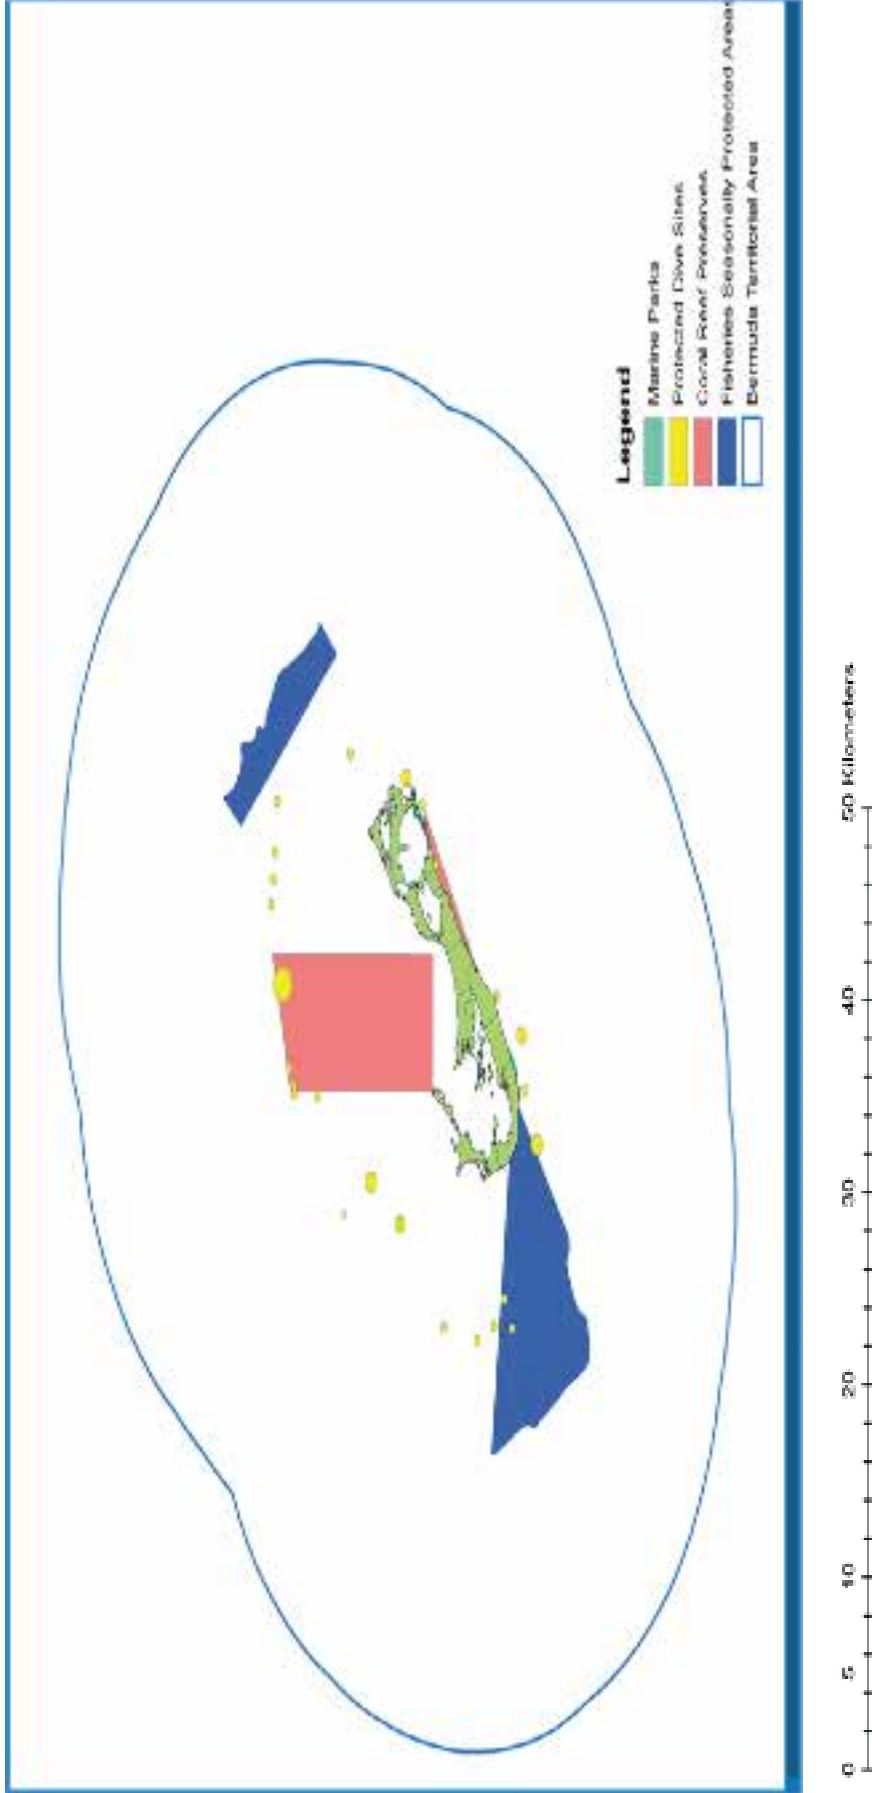 Legend
Marine Parks
Protected Dive Sites
Coral Reef Preserves
Fisheries Seasonally Protected Areas
Bermuda Territorial Area
0 5 10 20 30 40 50 Kilometers